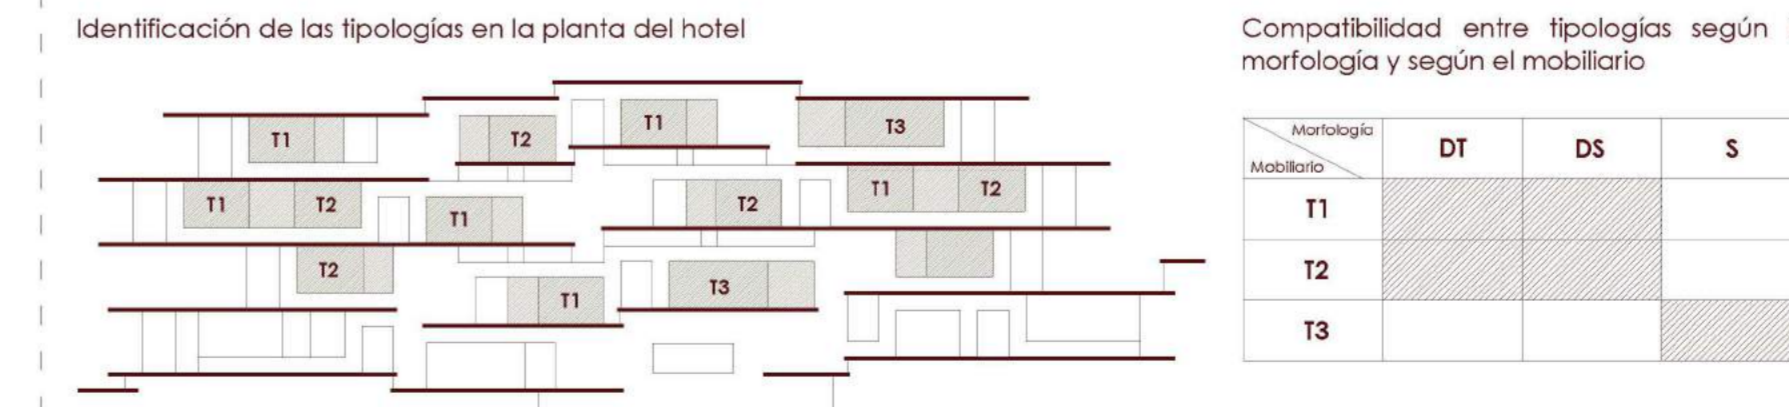 Identificación de las tipologías en la planta del hotel
T1
T2
T1
T3
T1
T2
T1
T2
T1
T2
T2
T1
T3
Compatibilidad entre tipologías según
morfología y según el mobiliario
Morfología
Mobiliario
DT
DS
S
T1
T2
T3